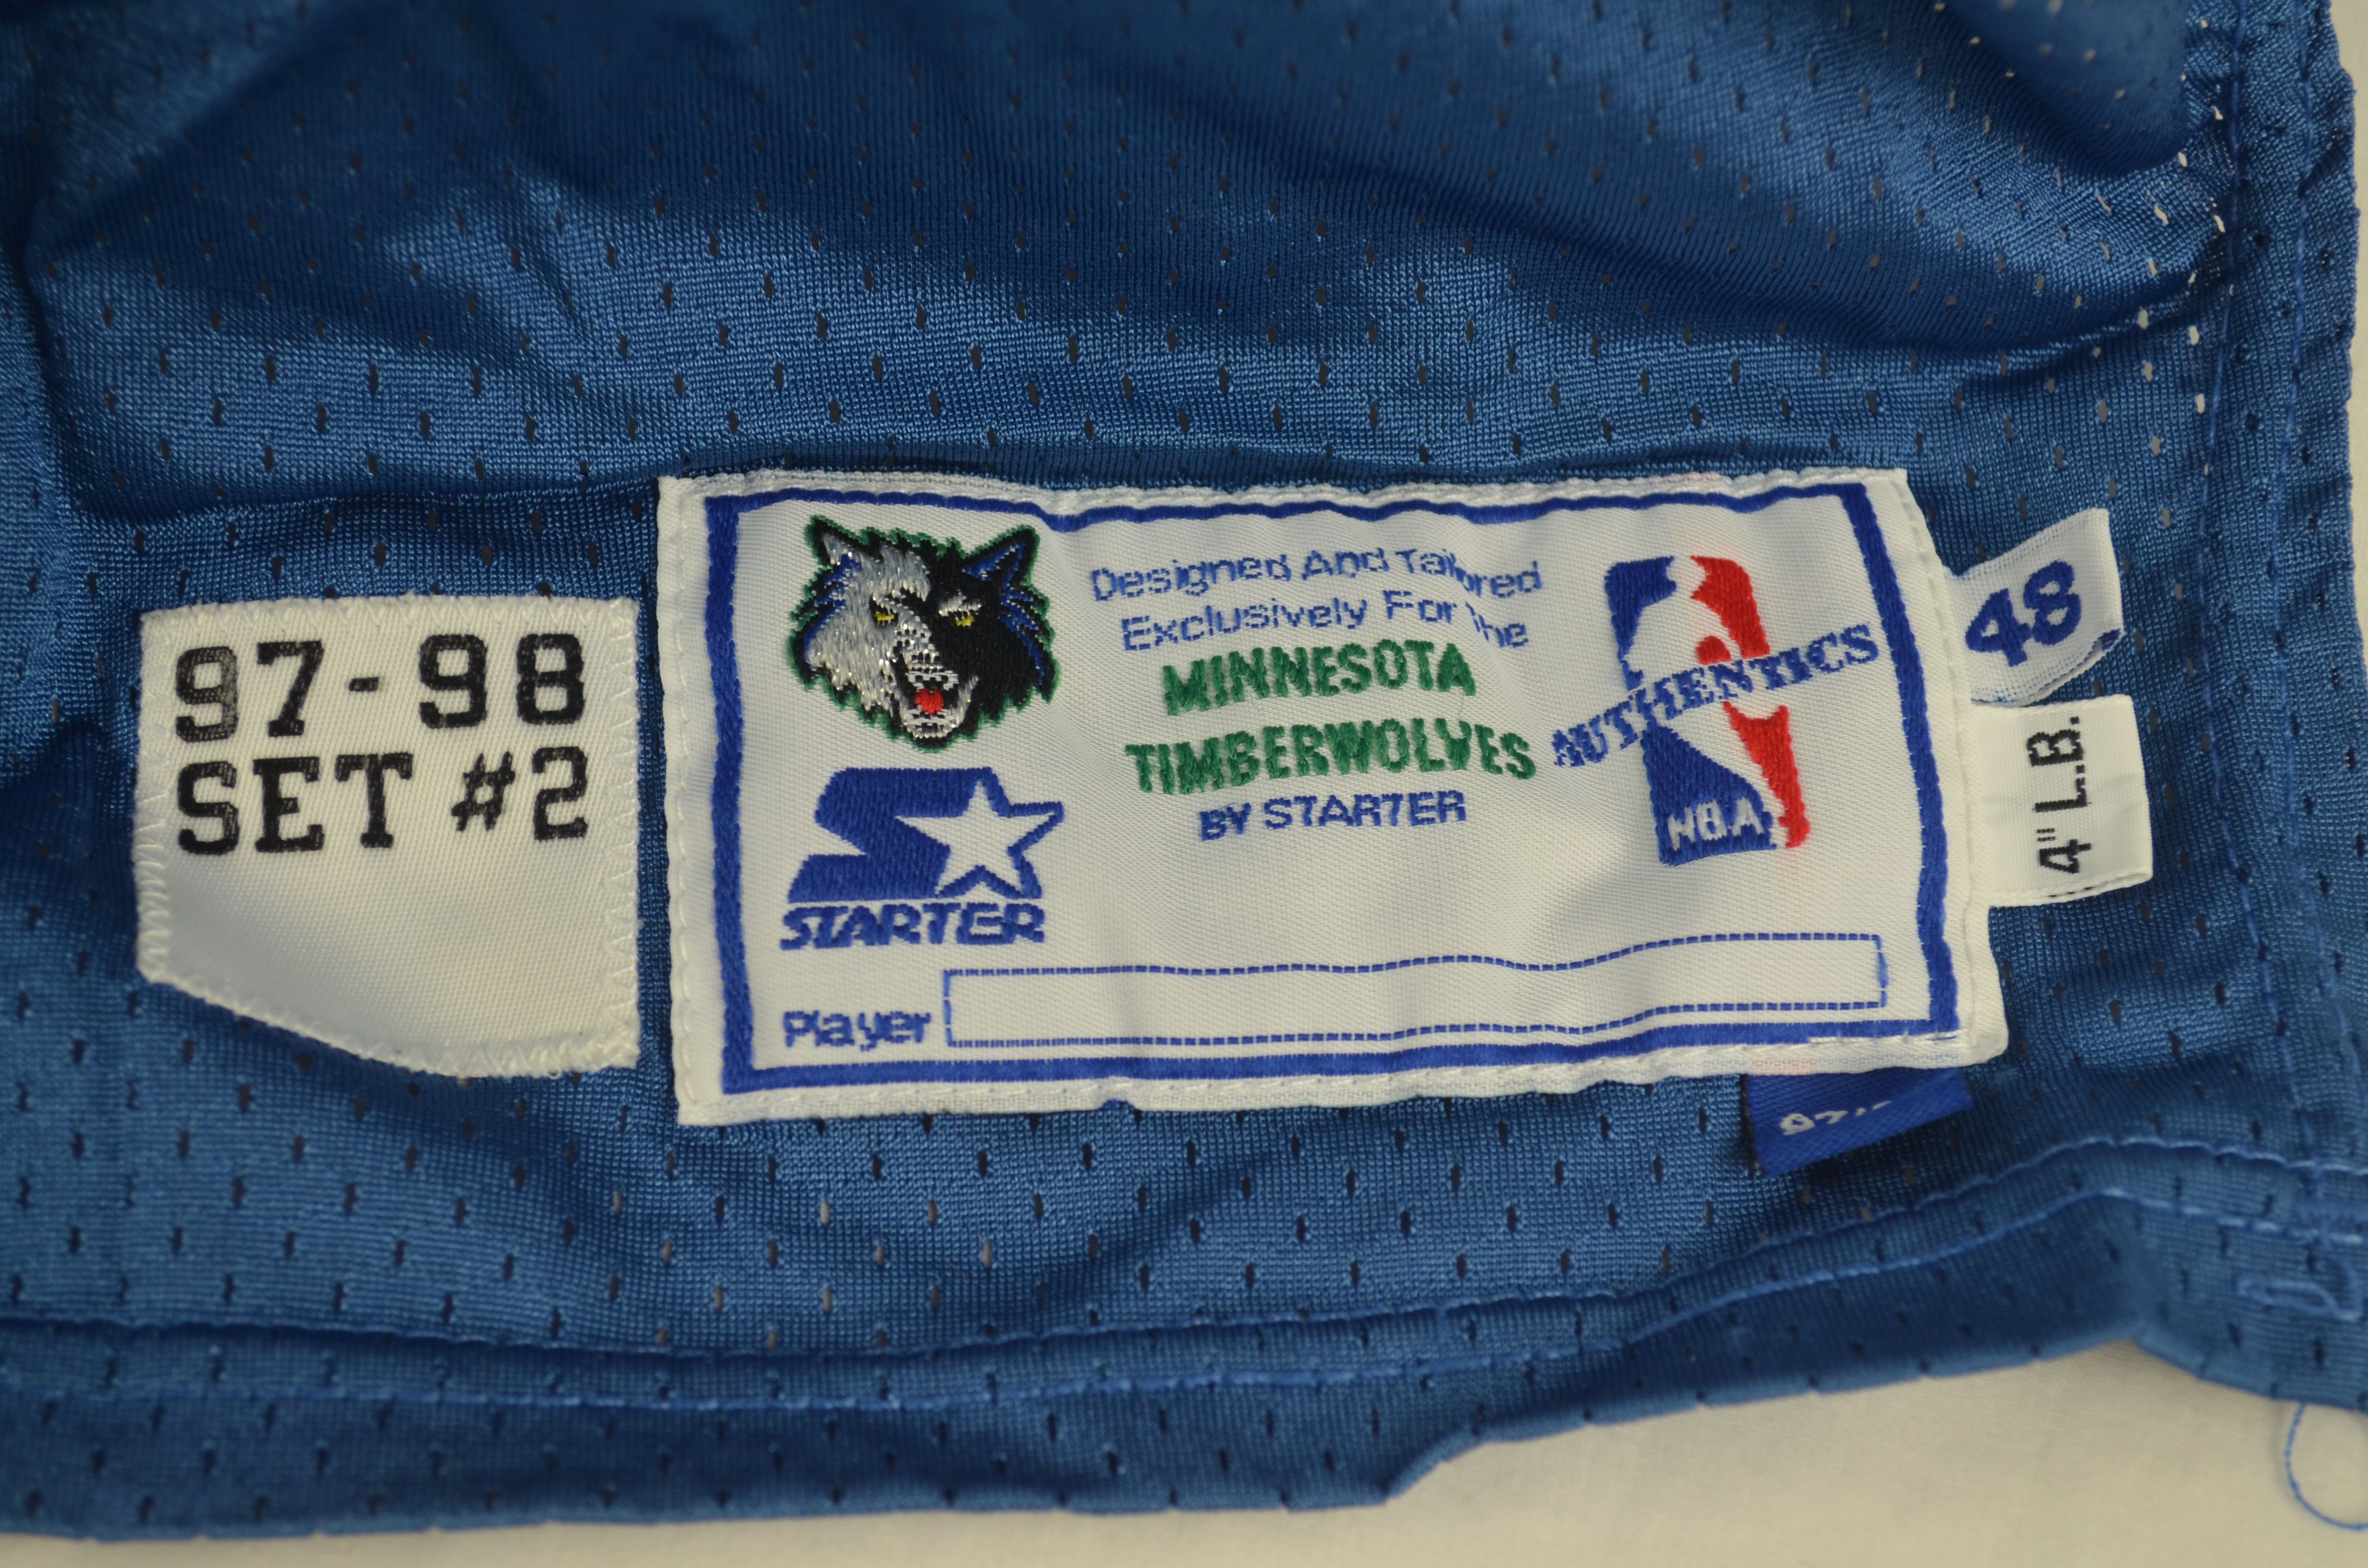 97-98
SET #2
Designed And Tailored
Exclusively For The
MINNESOTA
TIMBERWOLVES
BY STARTER
STARTER
AUTHENTICS
NBA
Player
48
4" L.B.